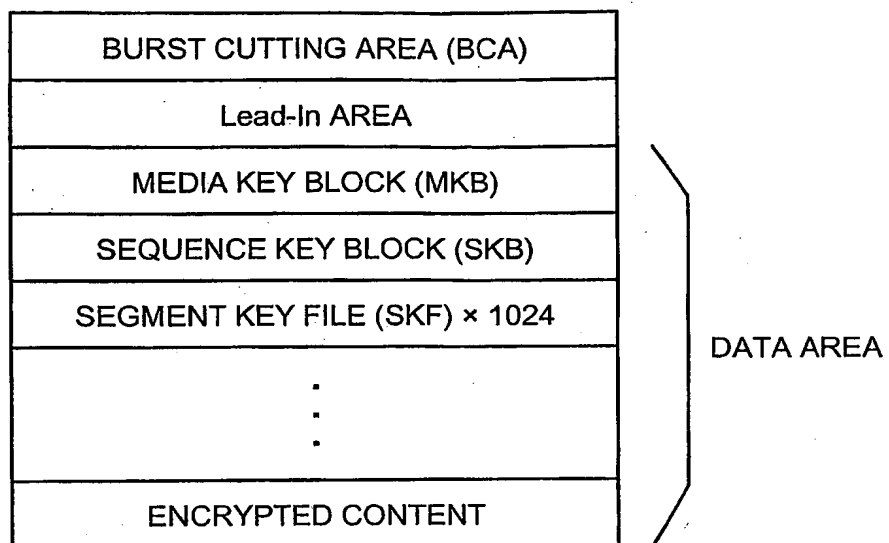 BURST CUTTING AREA (BCA)
Lead-In AREA
MEDIA KEY BLOCK (MKB)
SEQUENCE KEY BLOCK (SKB)
SEGMENT KEY FILE (SKF) × 1024
DATA AREA
ENCRYPTED CONTENT